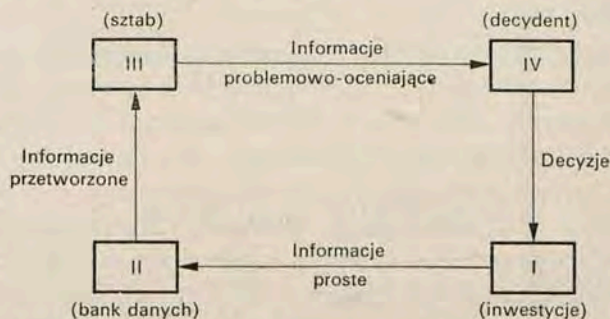 (sztab)
III
Informacje
problemowo-oceniające
(decydent)
IV
Informacje
przetworzone
Decyzje
II
(bank danych)
Informacje
proste
I
(inwestycje)